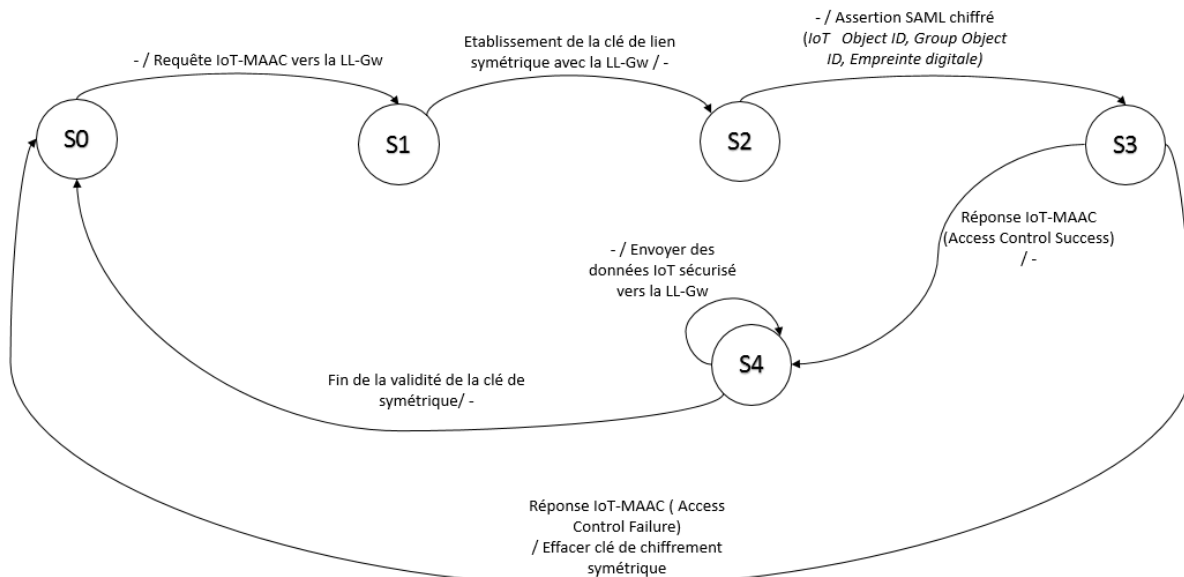 - / Requête IoT-MAAC vers la LL-Gw
Etablissement de la clé de lien
symétrique avec la LL-Gw / -
- / Assertion SAML chiffré
(IoT Object ID, Group Object
ID, Empreinte digitale)
S0
S1
S2
S3
Réponse IoT-MAAC
(Access Control Success)
/ -
- / Envoyer des
données IoT sécurisé
vers la LL-Gw
S4
Fin de la validité de la clé de
symétrique/ -
Réponse IoT-MAAC ( Access
Control Failure)
/ Effacer clé de chiffrement
symétrique